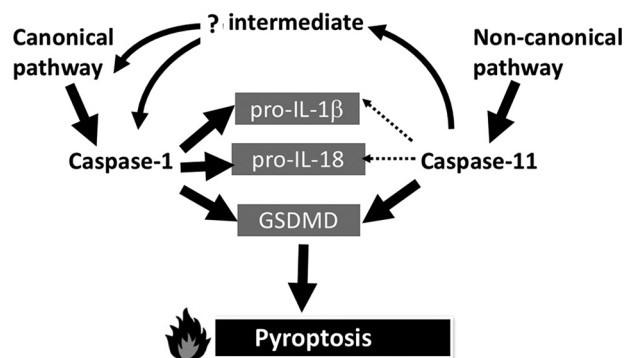 ? intermediate
Canonical
pathway
Non-canonical
pathway
pro-IL-1β
Caspase-1
pro-IL-18
Caspase-11
GSDMD
Pyroptosis